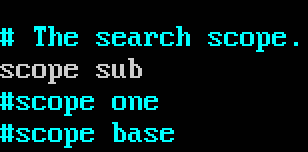 # The search scope.
scope sub
#scope one
#scope base